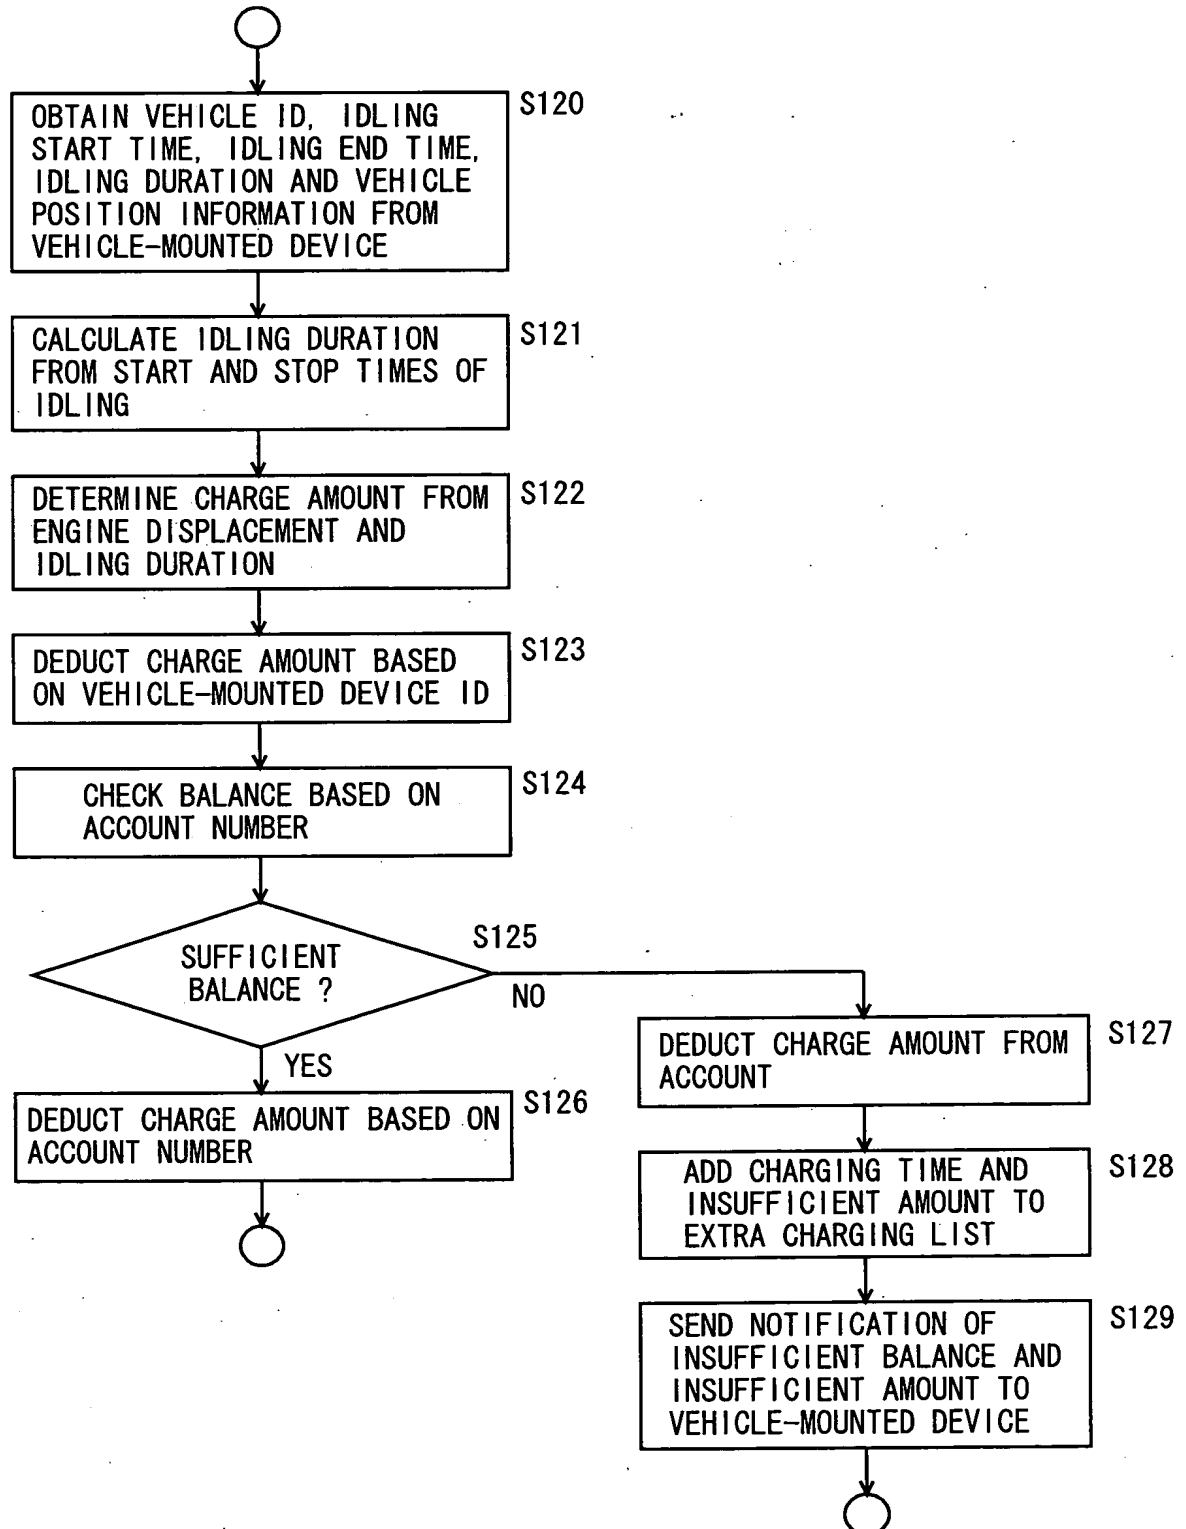 S120
OBTAIN VEHICLE ID, IDLING
START TIME, IDLING END TIME,
IDLING DURATION AND VEHICLE
POSITION INFORMATION FROM
VEHICLE-MOUNTED DEVICE
S121
CALCULATE IDLING DURATION
FROM START AND STOP TIMES OF
IDLING
S122
DETERMINE CHARGE AMOUNT FROM
ENGINE DISPLACEMENT AND
IDLING DURATION
S123
DEDUCT CHARGE AMOUNT BASED
ON VEHICLE-MOUNTED DEVICE ID
S124
CHECK BALANCE BASED ON
ACCOUNT NUMBER
S125
SUFFICIENT
BALANCE ?
NO
YES
S126
DEDUCT CHARGE AMOUNT BASED ON
ACCOUNT NUMBER
S127
DEDUCT CHARGE AMOUNT FROM
ACCOUNT
S128
ADD CHARGING TIME AND
INSUFFICIENT AMOUNT TO
EXTRA CHARGING LIST
S129
SEND NOTIFICATION OF
INSUFFICIENT BALANCE AND
INSUFFICIENT AMOUNT TO
VEHICLE-MOUNTED DEVICE